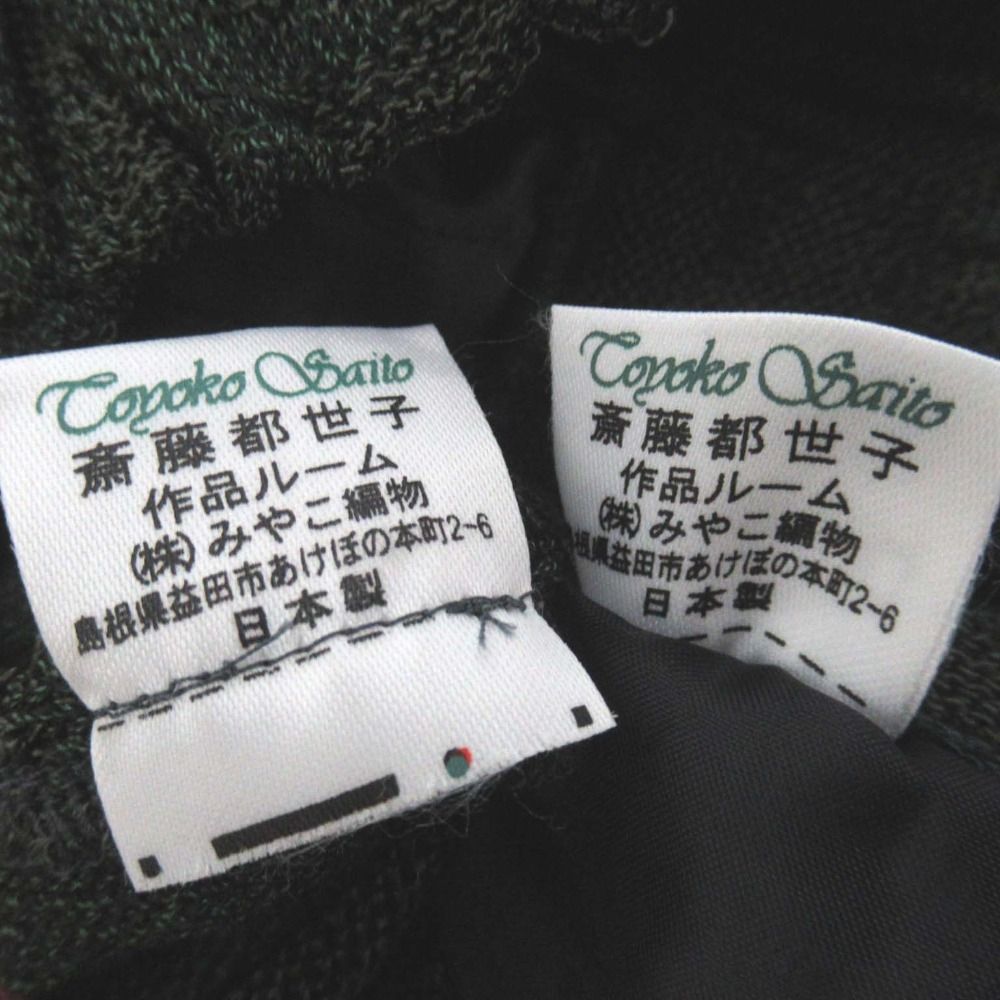 Toyoko Saito
斎藤都世子
作品ルーム
(株)みやこ編物
島根県益田市あけぼの本町2-6
日本製
Toyoko Saito
斎藤都世子
作品ルーム
(株)みやこ編物
島根県益田市あけぼの本町2-6
日本製